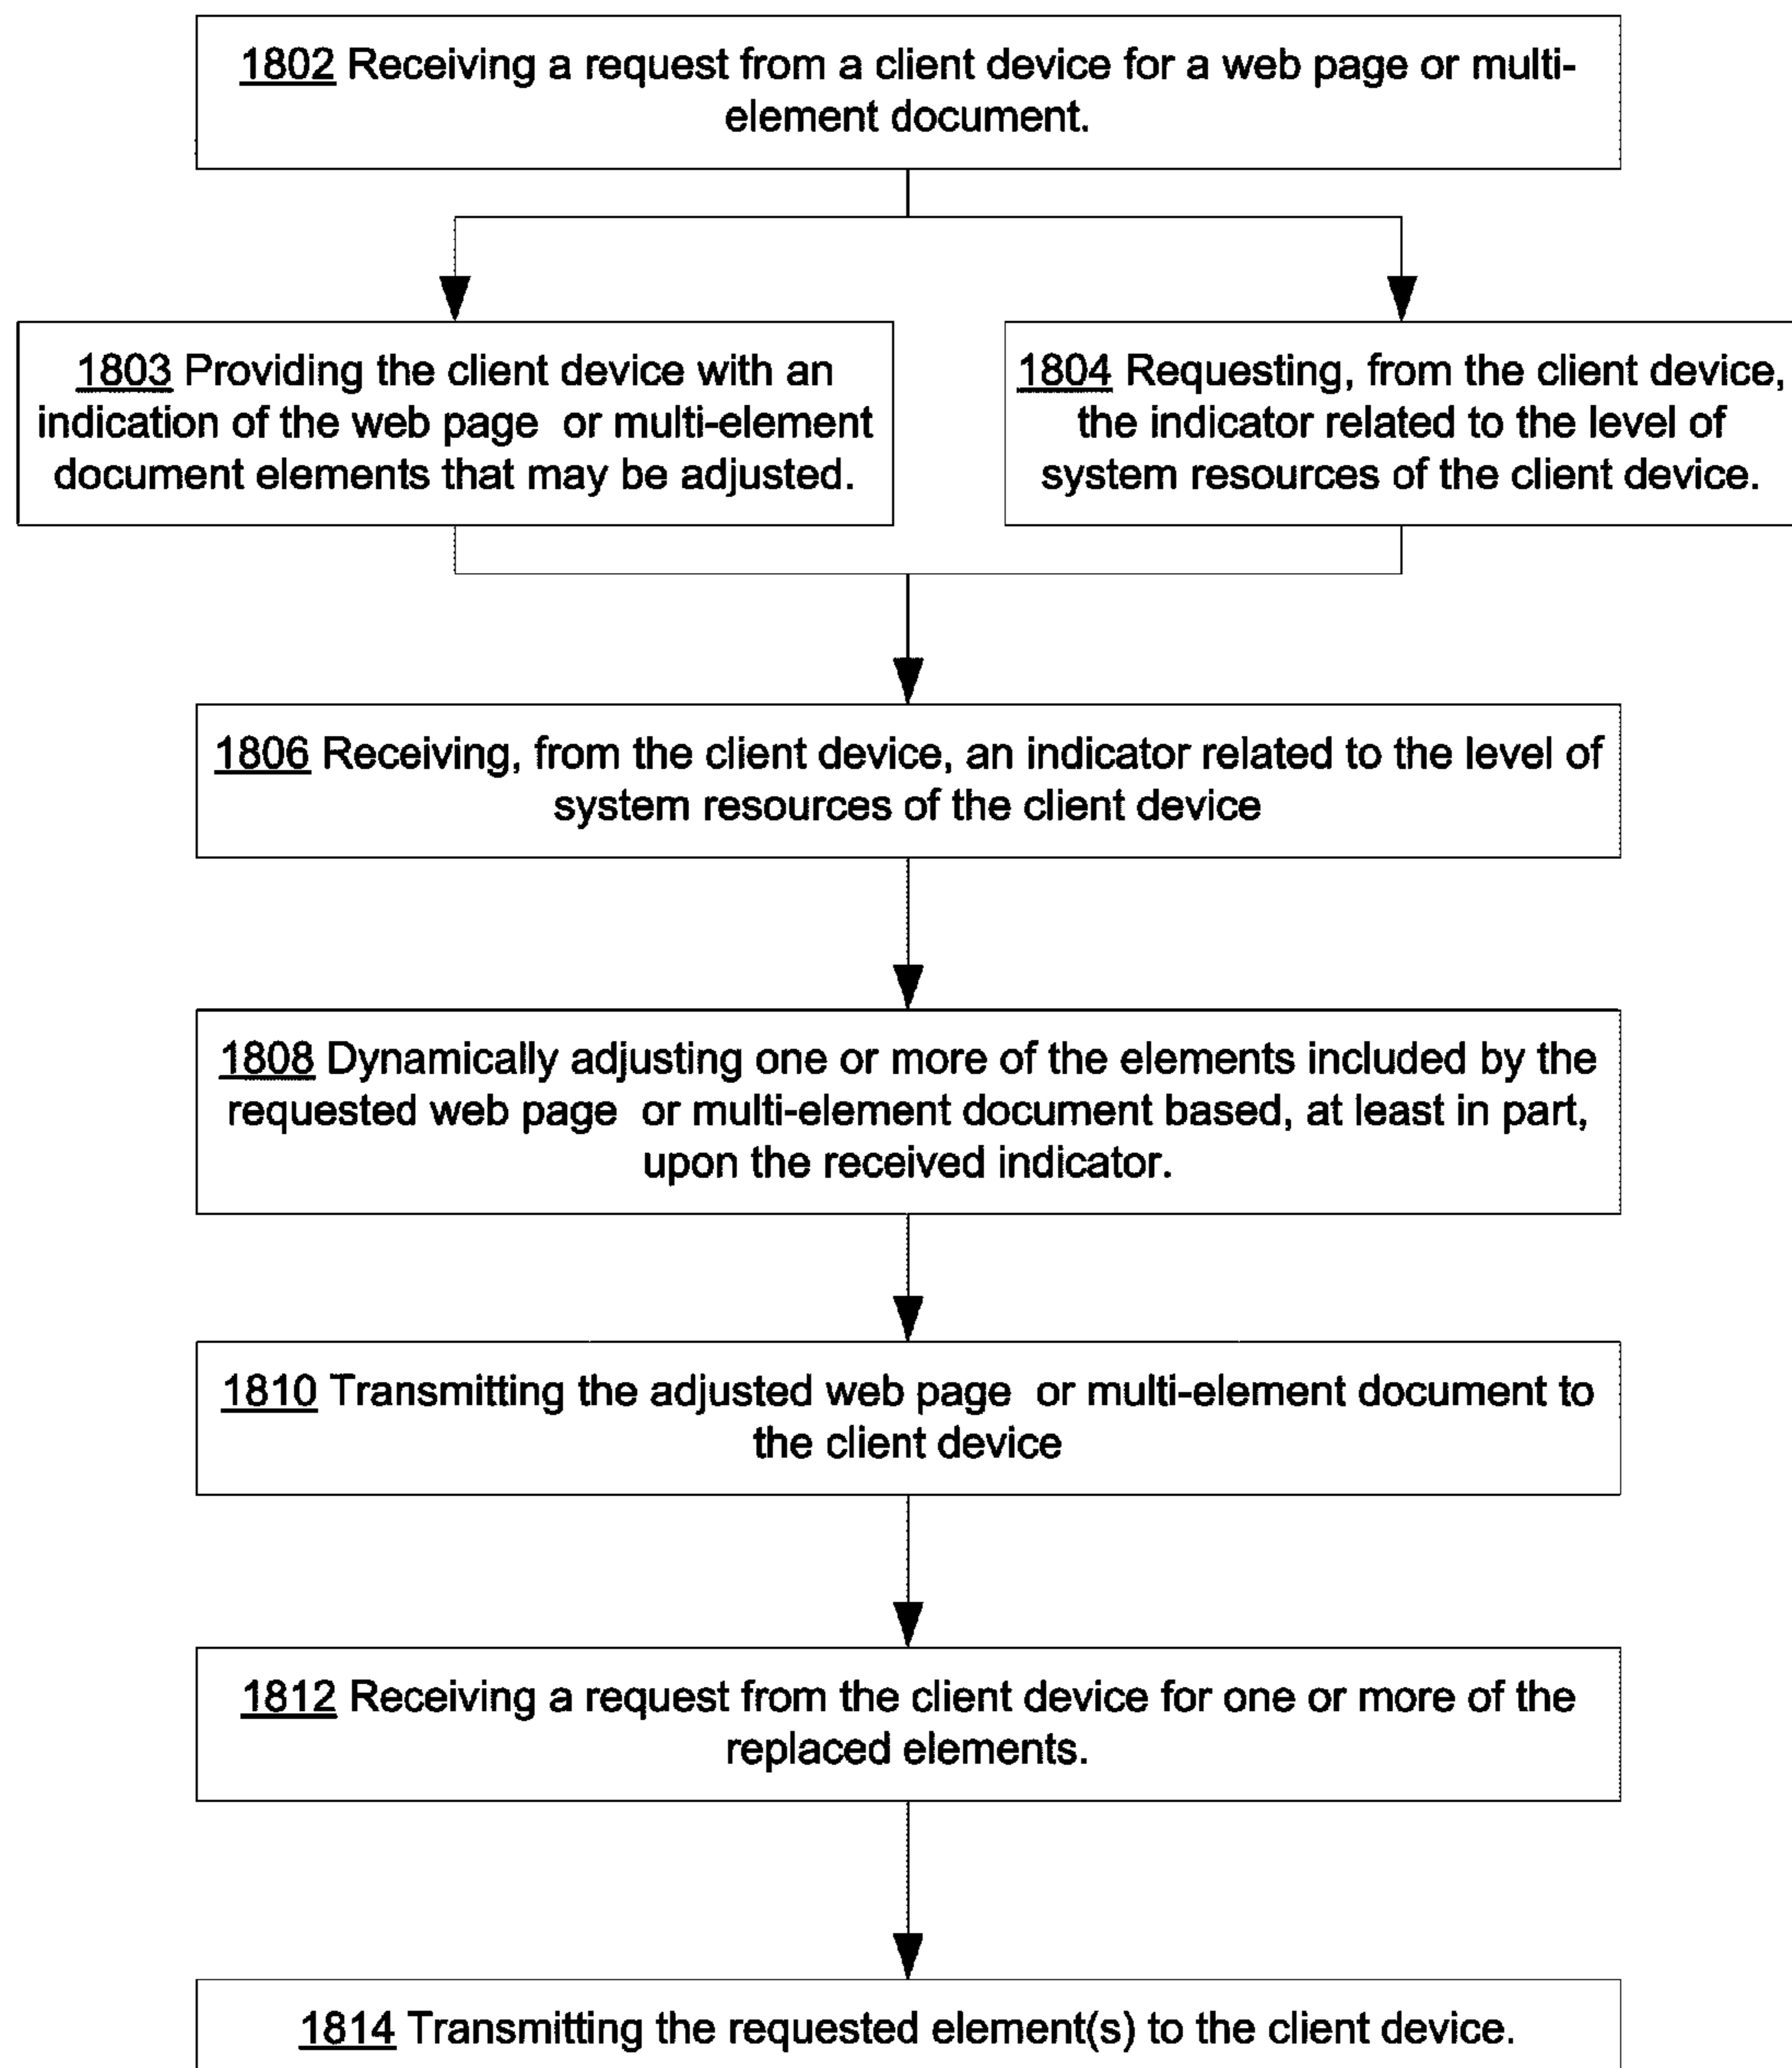 1802 Receiving a request from a client device for a web page or multi-
element document.
1803 Providing the client device with an
indication of the web page or multi-element
document elements that may be adjusted.
1804 Requesting, from the client device,
the indicator related to the level of
system resources of the client device.
1806 Receiving, from the client device, an indicator related to the level of
system resources of the client device
1808 Dynamically adjusting one or more of the elements included by the
requested web page or multi-element document based, at least in part,
upon the received indicator.
1810 Transmitting the adjusted web page or multi-element document to
the client device
1812 Receiving a request from the client device for one or more of the
replaced elements.
1814 Transmitting the requested element(s) to the client device.